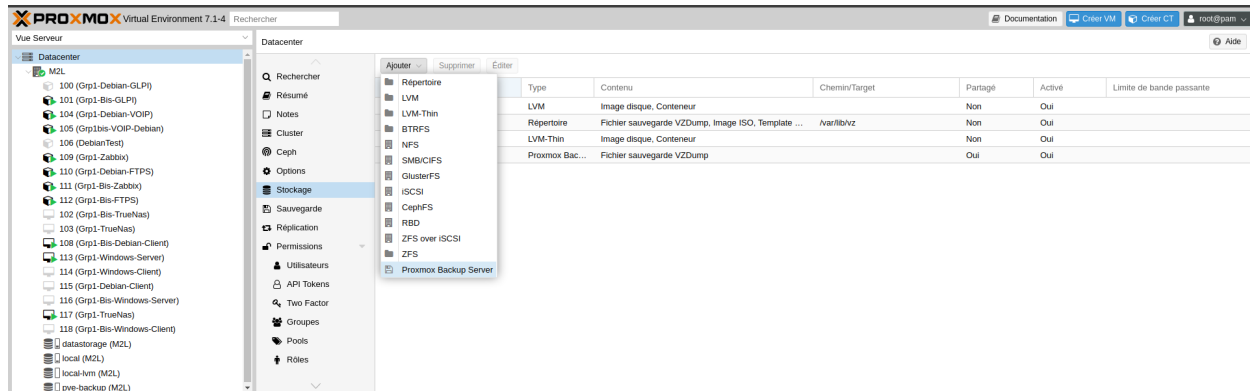 PROXMOX Virtual Environment 7.1-4 Rechercher Documentation Créer VM Créer CT root@pam
Vue Serveur
Datacenter
M2L
100 (Grp1-Debian-GLPI)
101 (Grp1-Bis-GLPI)
104 (Grp1-Debian-VOIP)
105 (Grp1bis-VOIP-Debian)
106 (DebianTest)
109 (Grp1-Zabbix)
110 (Grp1-Debian-FTPS)
111 (Grp1-Bis-Zabbix)
112 (Grp1-Bis-FTPS)
102 (Grp1-Bis-TrueNas)
103 (Grp1-TrueNas)
108 (Grp1-Bis-Debian-Client)
113 (Grp1-Windows-Server)
114 (Grp1-Windows-Client)
115 (Grp1-Debian-Client)
116 (Grp1-Bis-Windows-Server)
117 (Grp1-TrueNas)
118 (Grp1-Bis-Windows-Client)
datastorage (M2L)
local (M2L)
local-lvm (M2L)
pve-backup (M2L)
Datacenter
Aide
Rechercher
Résumé
Notes
Cluster
Ceph
Options
Stockage
Sauvegarde
Réplication
Permissions
Utilisateurs
API Tokens
Two Factor
Groupes
Pools
Rôles
Ajouter Supprimer Éditer
Répertoire
LVM
LVM-Thin
BTRFS
NFS
SMB/CIFS
GlusterFS
iSCSI
CephFS
RBD
ZFS over iSCSI
ZFS
Proxmox Backup Server
Type Contenu Chemin/Target Partagé Activé Limite de bande passante
LVM Image disque, Conteneur Non Oui
Répertoire Fichier sauvegarde VZDump, Image ISO, Template ... /var/lib/vz Non Oui
LVM-Thin Image disque, Conteneur Non Oui
Proxmox Bac... Fichier sauvegarde VZDump Oui Oui